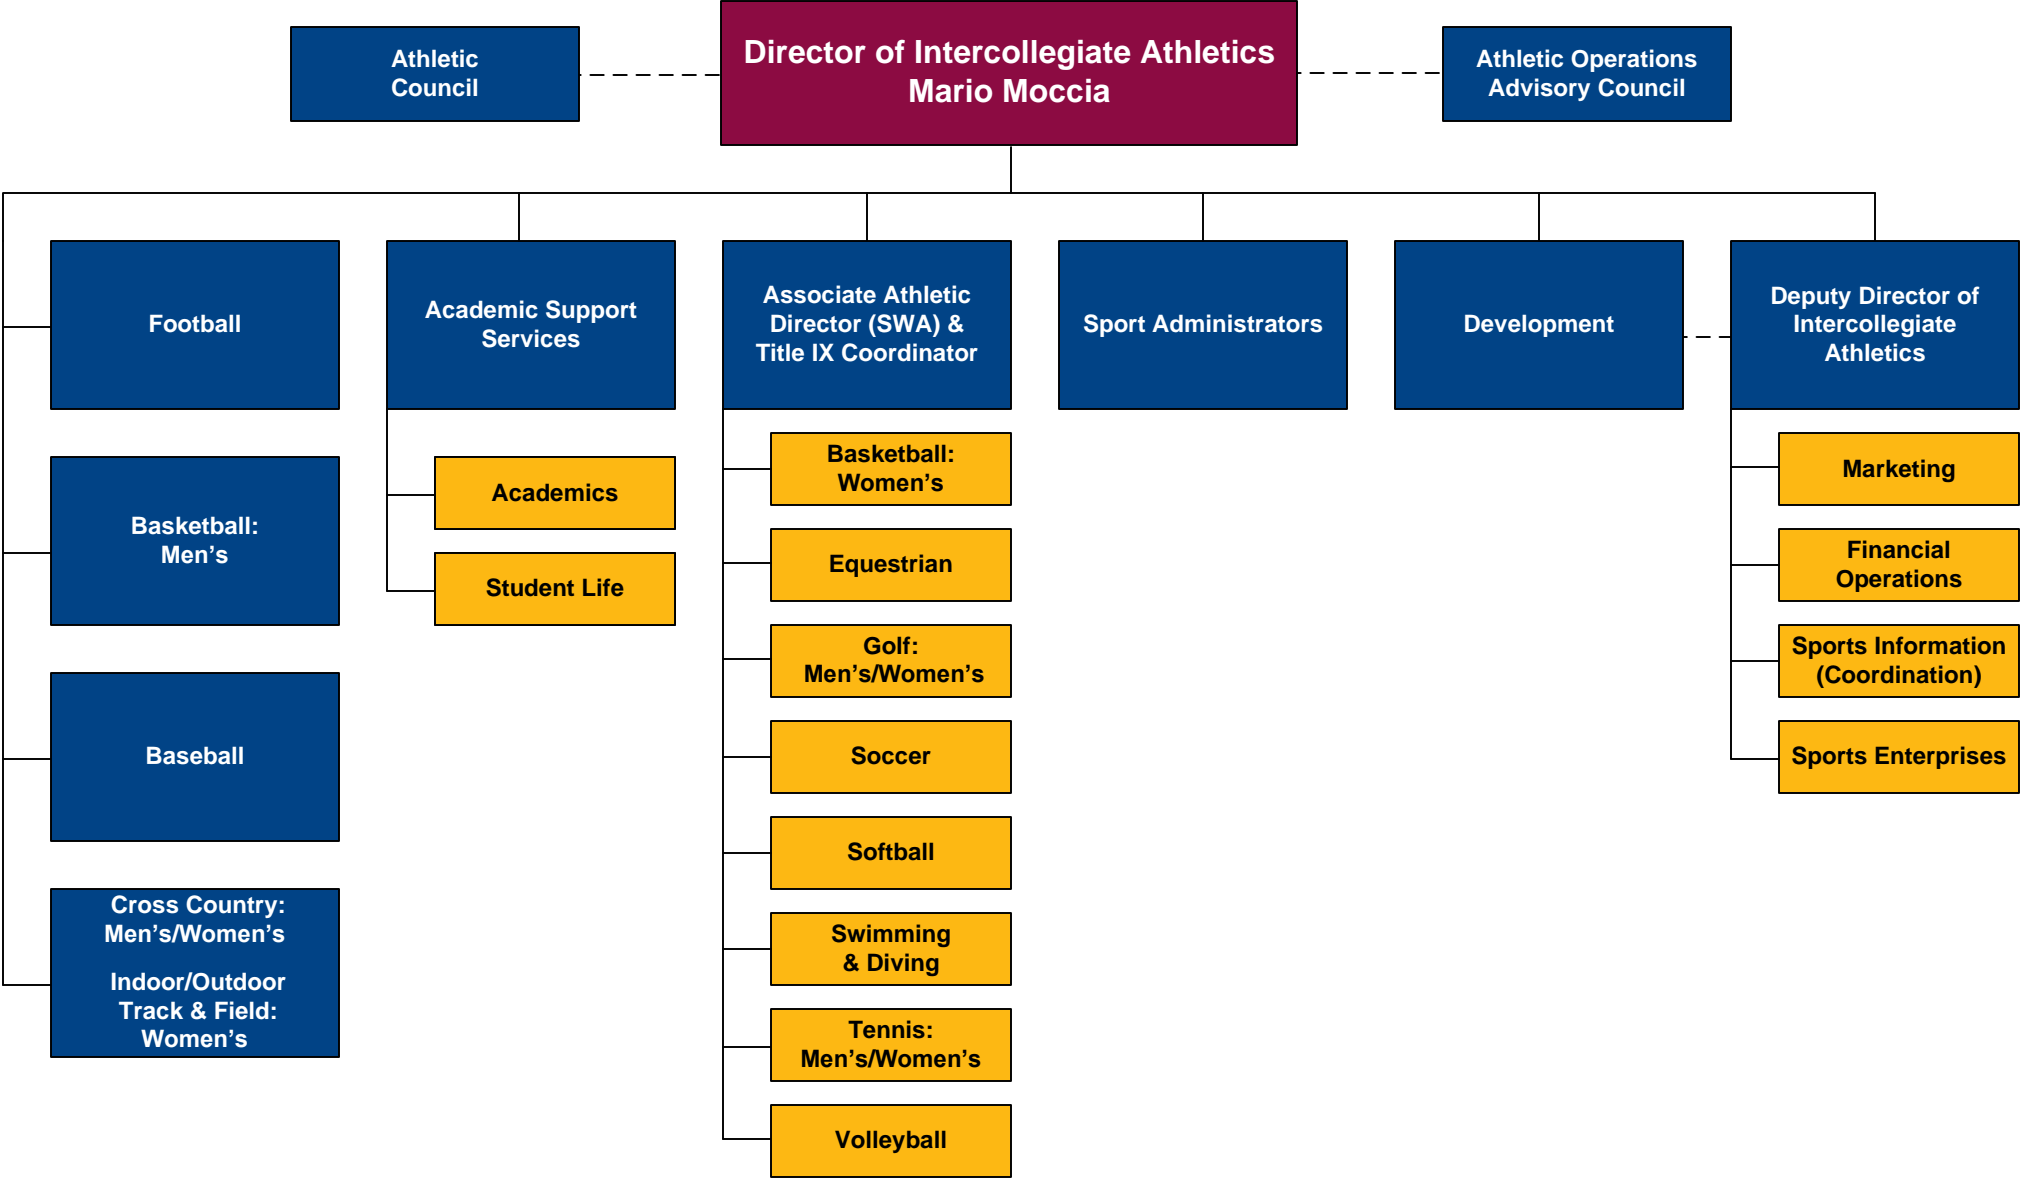 Athletic
Council
Director of Intercollegiate Athletics
Mario Moccia
Athletic Operations
Advisory Council
Football
Academic Support
Services
Associate Athletic
Director (SWA) &
Title IX Coordinator
Sport Administrators
Development
Deputy Director of
Intercollegiate
Athletics
Basketball:
Men’s
Baseball
Cross Country:
Men’s/Women’s
Indoor/Outdoor
Track & Field:
Women’s
Academics
Student Life
Basketball:
Women’s
Equestrian
Golf:
Men’s/Women’s
Soccer
Softball
Swimming
& Diving
Tennis:
Men’s/Women’s
Volleyball
Marketing
Financial
Operations
Sports Information
(Coordination)
Sports Enterprises